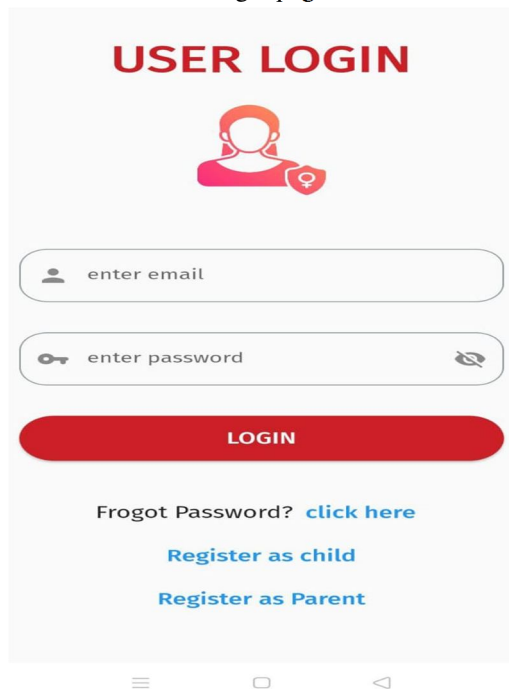 USER LOGIN
enter email
enter password
LOGIN
Frogot Password? click here
Register as child
Register as Parent